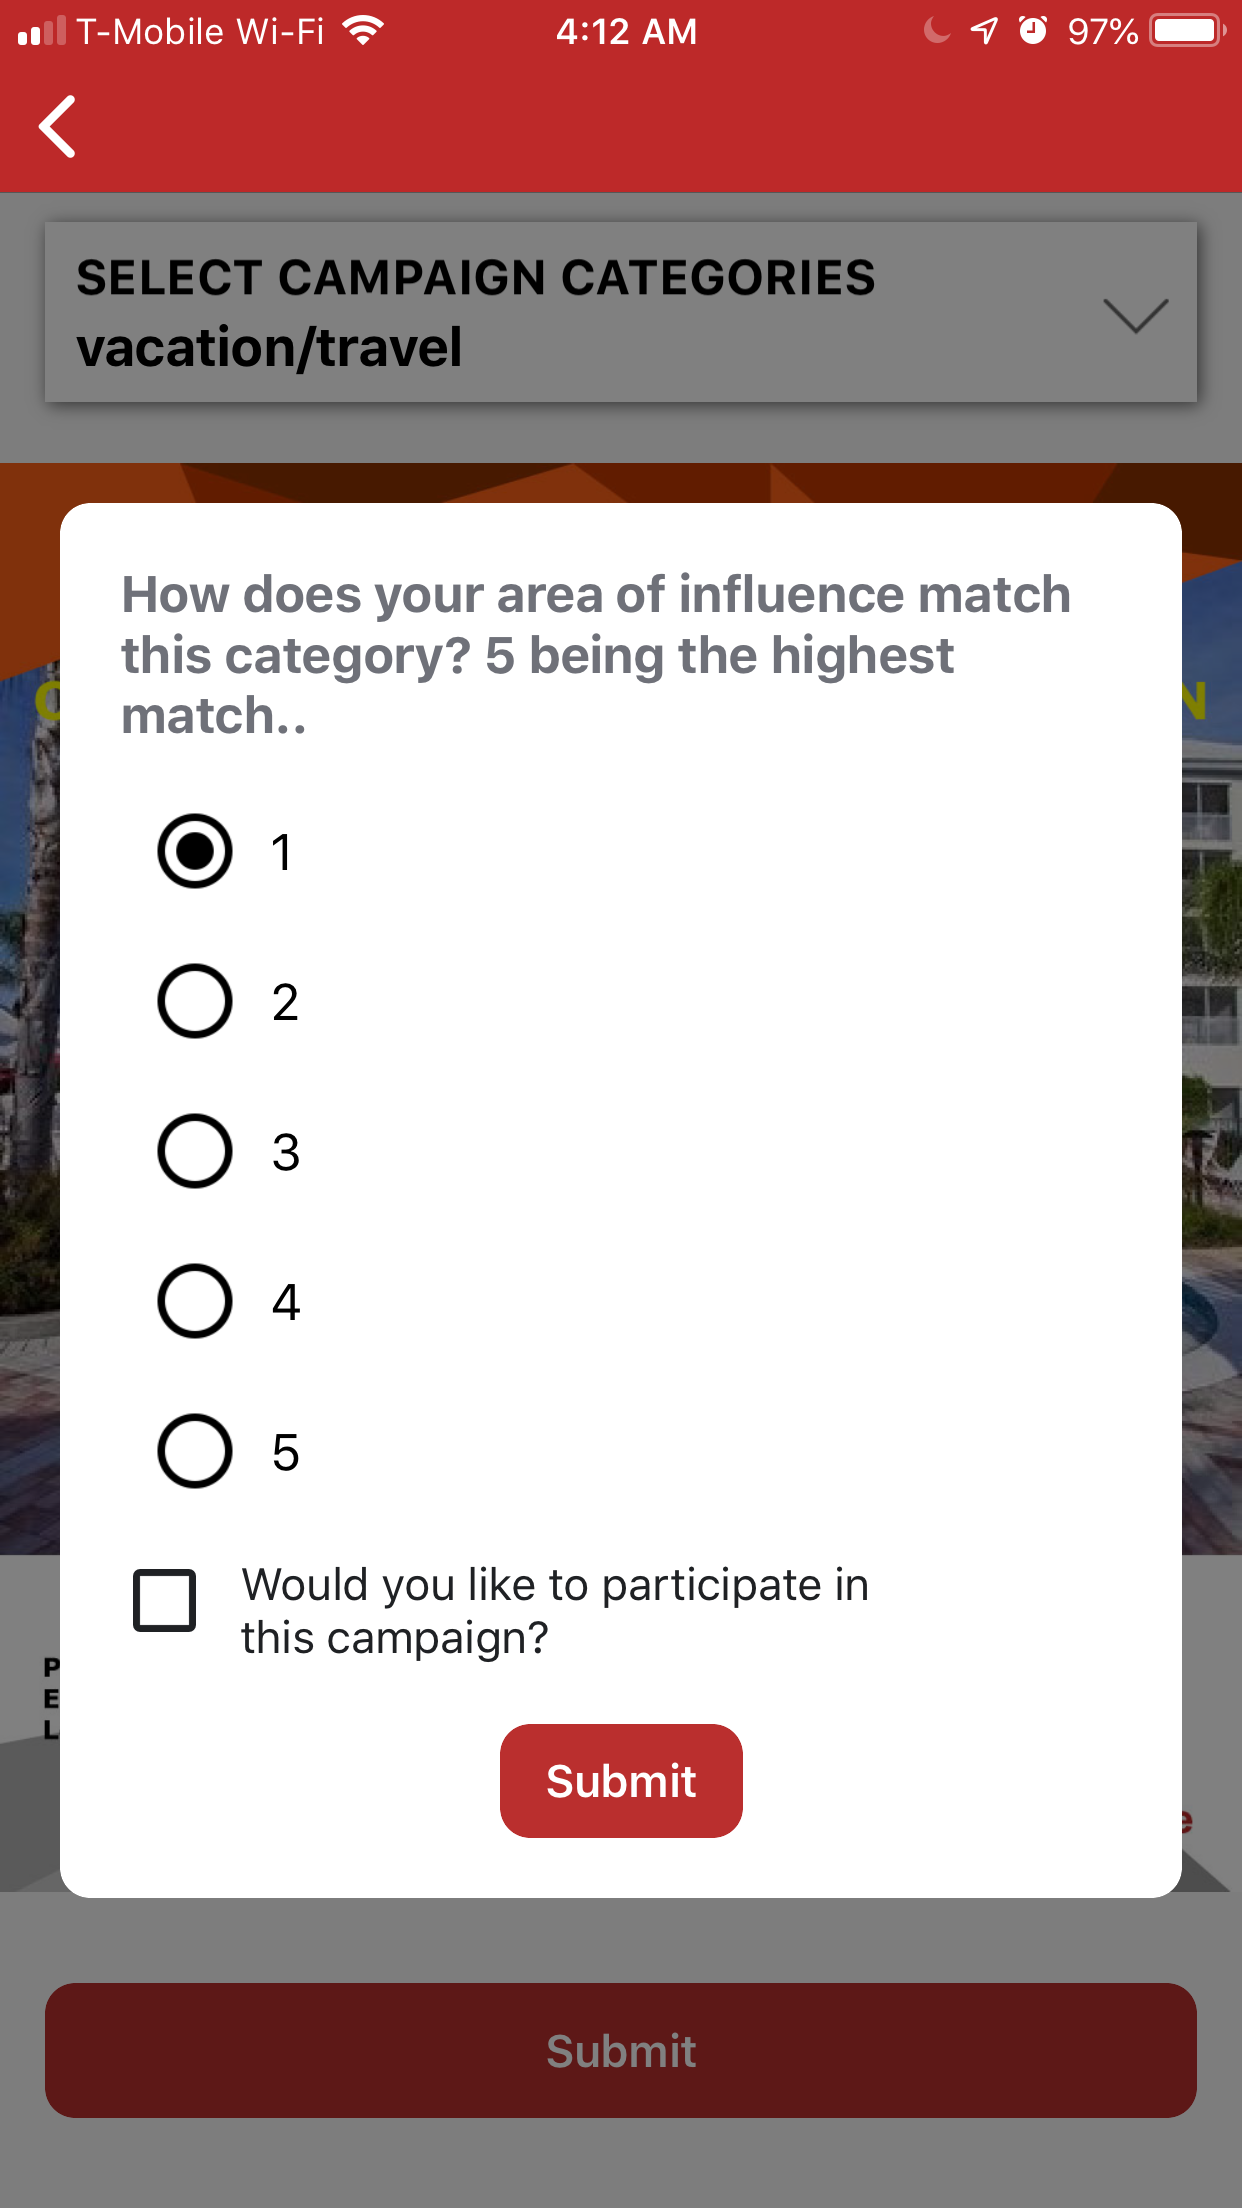 T-Mobile Wi-Fi 4:12 AM 97%
SELECT CAMPAIGN CATEGORIES
vacation/travel
How does your area of influence match
this category? 5 being the highest
match..
1
2
3
4
5
Would you like to participate in
this campaign?
Submit
Submit